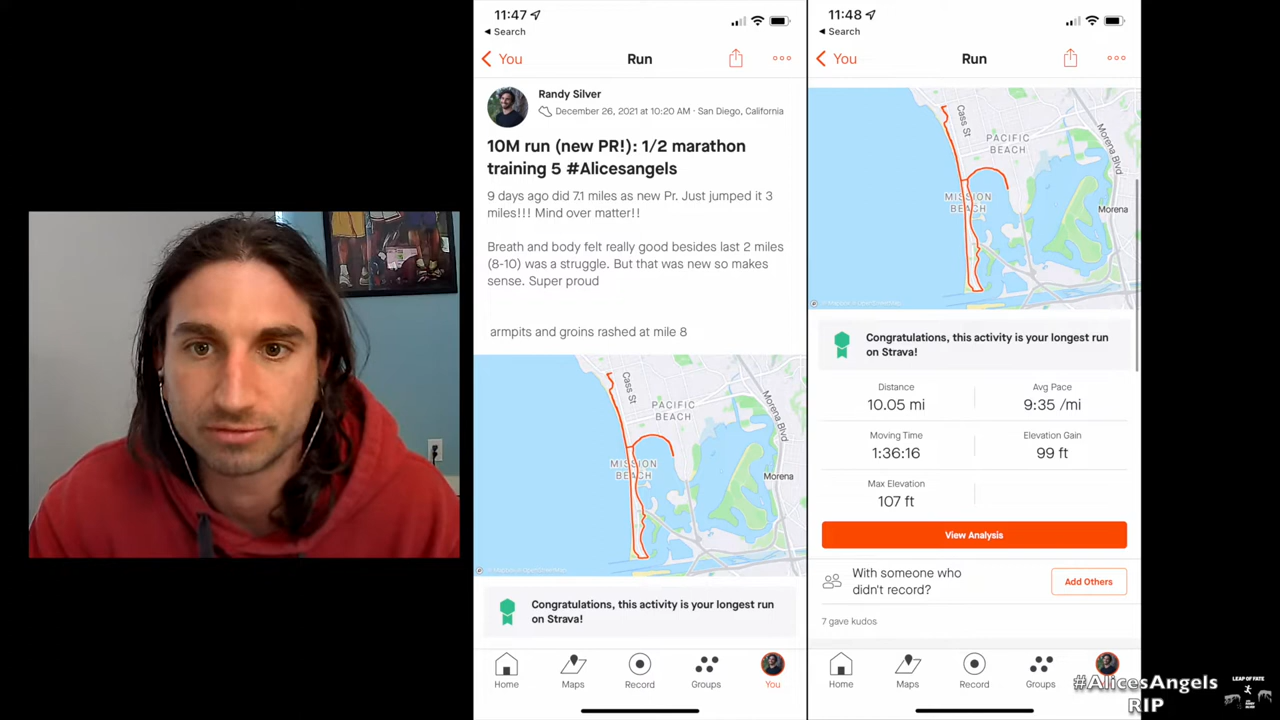 11:47
Search
You
Run
Randy Silver
December 26, 2021 at 10:20 AM · San Diego, California
10M run (new PR!): 1/2 marathon
training 5 #Alicesangels
9 days ago did 7.1 miles as new Pr. Just jumped it 3
miles!!! Mind over matter!!
Breath and body felt really good besides last 2 miles
(8-10) was a struggle. But that was new so makes
sense. Super proud
armpits and groins rashed at mile 8
Cass St
PACIFIC
BEACH
Morena Blvd
MISSION
BEACH
Morena
Congratulations, this activity is your longest run
on Strava!
Home
Maps
Record
Groups
You
11:48
Search
You
Run
Cass St
PACIFIC
BEACH
Morena Blvd
MISSION
BEACH
Morena
Congratulations, this activity is your longest run
on Strava!
Distance
10.05 mi
Avg Pace
9:35 /mi
Moving Time
1:36:16
Elevation Gain
99 ft
Max Elevation
107 ft
View Analysis
With someone who
didn't record?
Add Others
7 gave kudos
Home
Maps
Record
Groups
#AlicesAngels
RIP
LEAP OF FATE